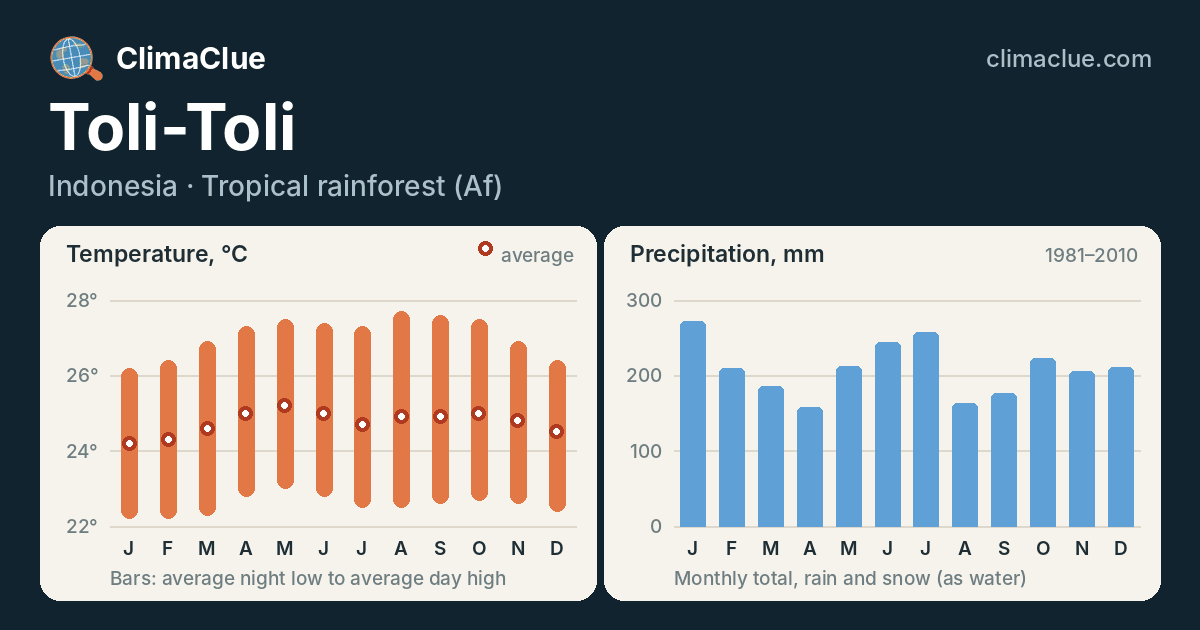 ClimaClue
climaclue.com
Toli-Toli
Indonesia · Tropical rainforest (Af)
Temperature, °C
average
28°
26°
24°
22°
J F M A M J J A S O N D
Bars: average night low to average day high
Precipitation, mm
1981–2010
300
200
100
0
J F M A M J J A S O N D
Monthly total, rain and snow (as water)